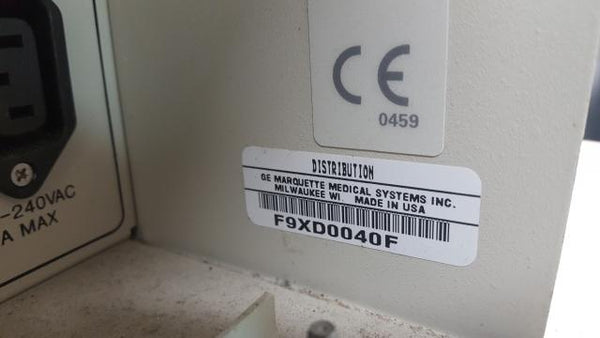 CE
0459
DISTRIBUTION
GE MARQUETTE MEDICAL SYSTEMS INC.
MILWAUKEE WI. MADE IN USA
F9XD0040F
-240VAC
A MAX